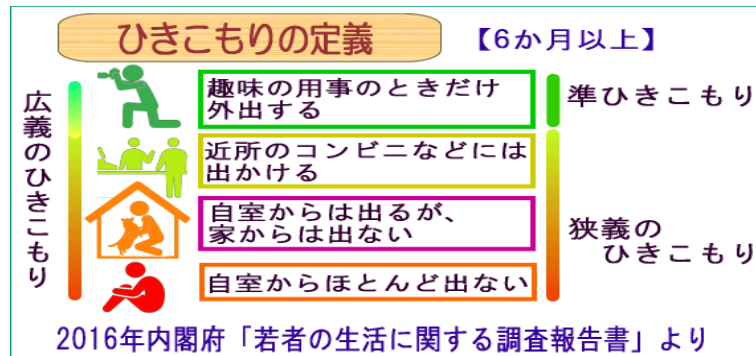 ひきこもりの定義
【6か月以上】
広義のひきこもり
趣味の用事のときだけ
外出する
準ひきこもり
近所のコンビニなどには
出かける
自室からは出るが、
家からは出ない
狭義の
ひきこもり
自室からほとんど出ない
2016年内閣府「若者の生活に関する調査報告書」より